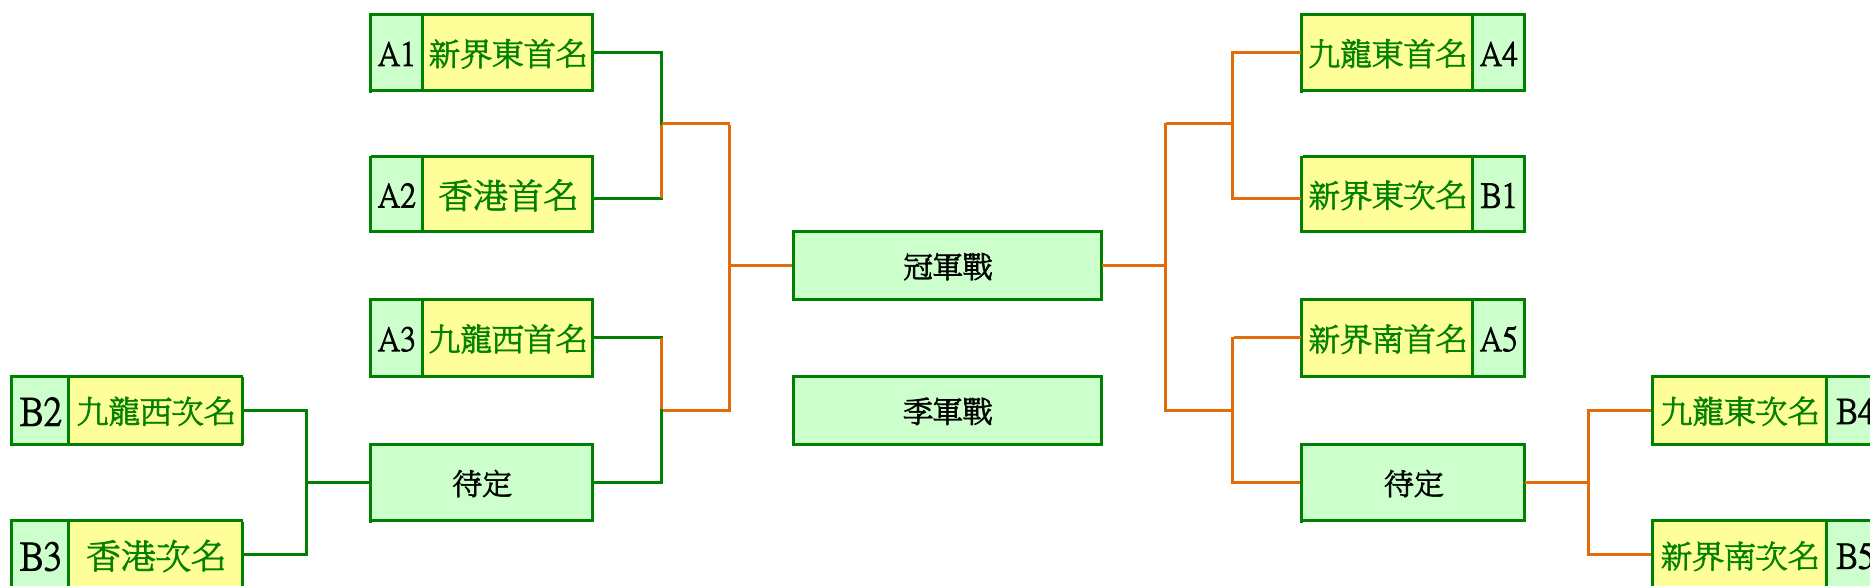 A1 新界東首名
九龍東首名 A4
A2 香港首名
新界東次名 B1
冠軍戰
A3 九龍西首名
新界南首名 A5
B2 九龍西次名
季軍戰
九龍東次名 B4
待定
待定
B3 香港次名
新界南次名 B5